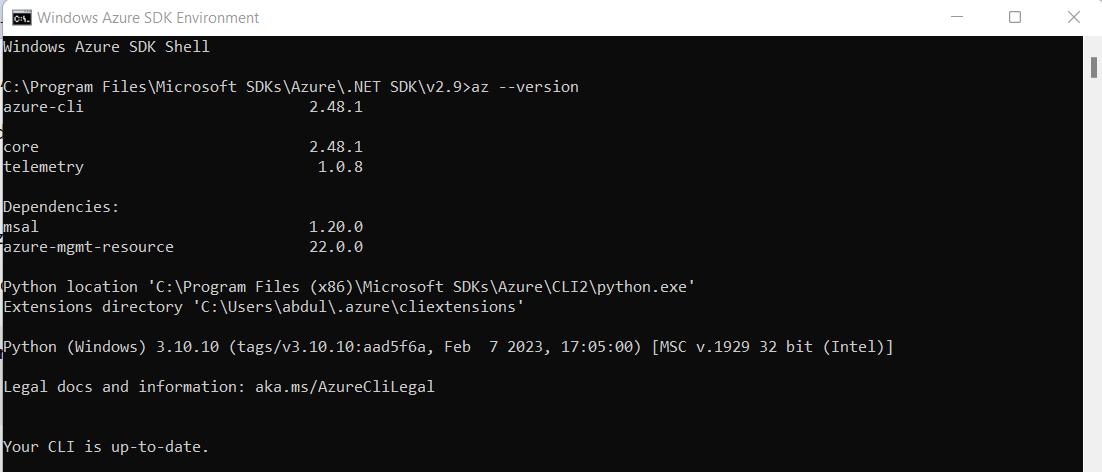 Windows Azure SDK Environment
Windows Azure SDK Shell
C:\Program Files\Microsoft SDKs\Azure\.NET SDK\v2.9>az --version
azure-cli                         2.48.1
core                              2.48.1
telemetry                          1.0.8
Dependencies:
msal                              1.20.0
azure-mgmt-resource               22.0.0
Python location 'C:\Program Files (x86)\Microsoft SDKs\Azure\CLI2\python.exe'
Extensions directory 'C:\Users\abdul\.azure\cliextensions'
Python (Windows) 3.10.10 (tags/v3.10.10:aad5f6a, Feb  7 2023, 17:05:00) [MSC v.1929 32 bit (Intel)]
Legal docs and information: aka.ms/AzureCliLegal
Your CLI is up-to-date.